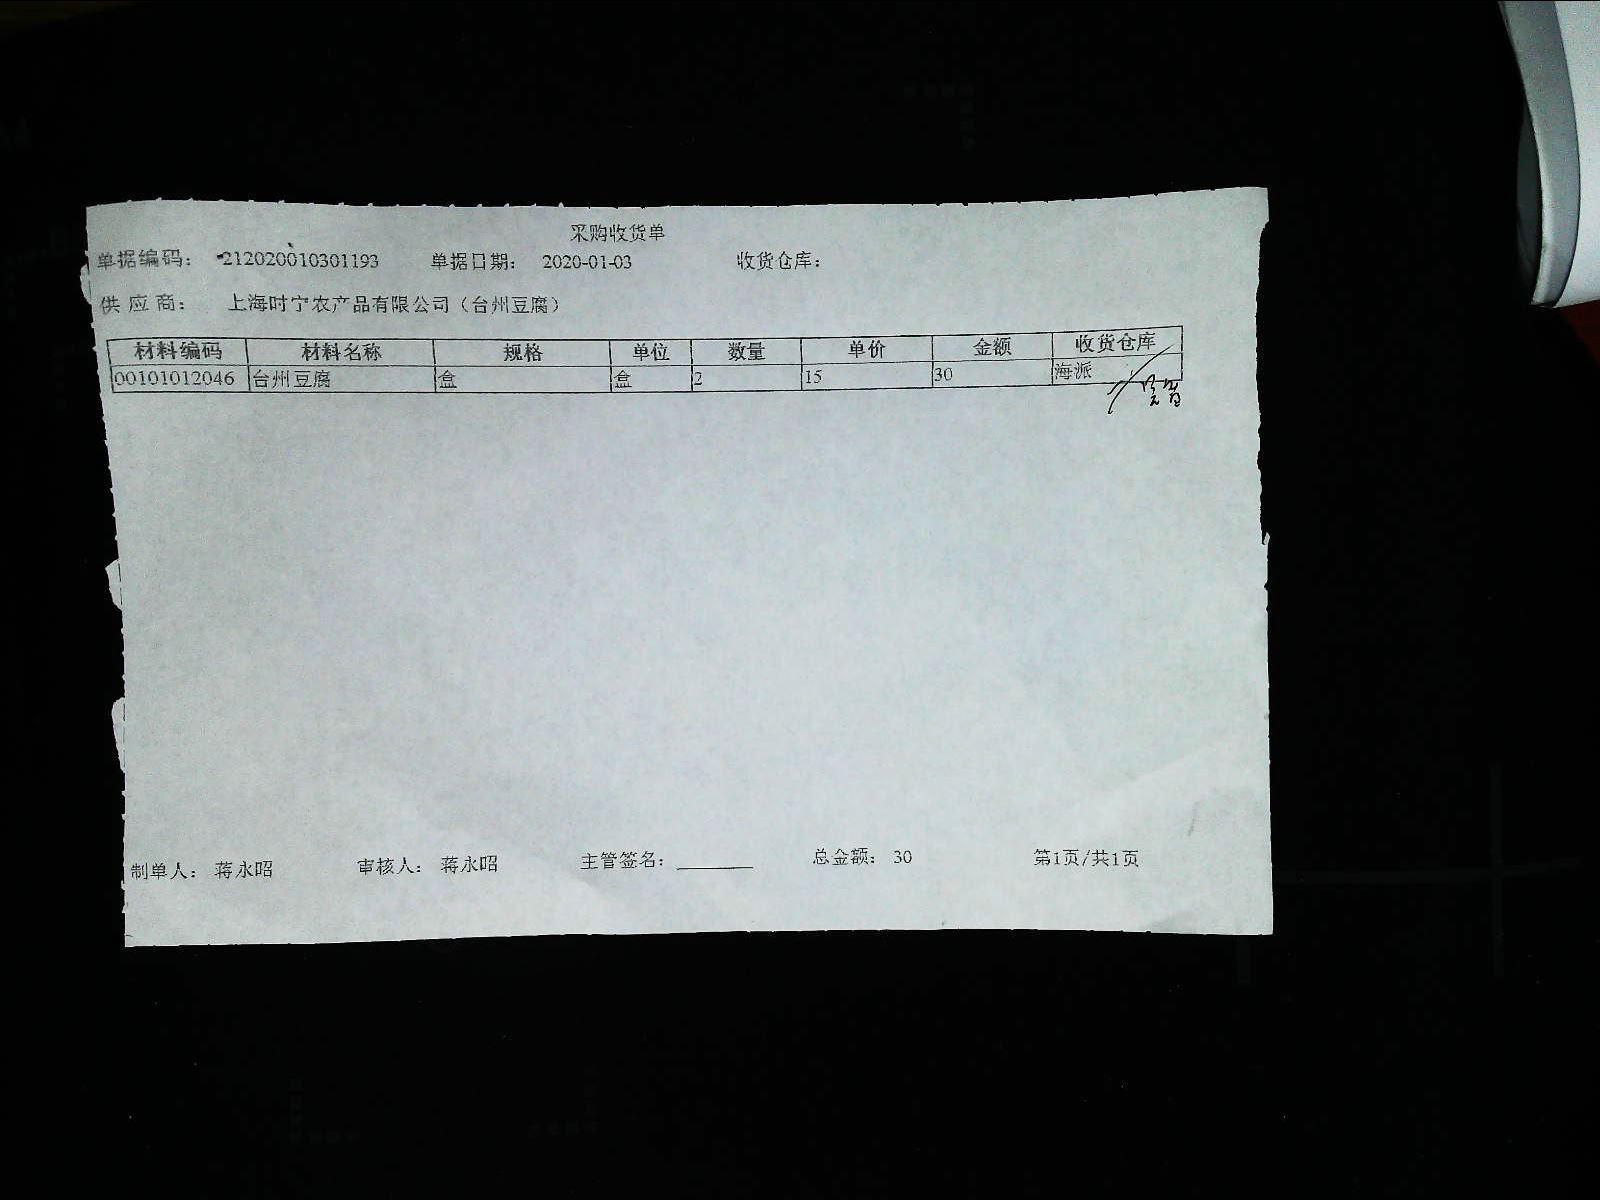 采购收货单
单据编码: 212020010301193 单据日期: 2020-01-03 收货仓库:
供应商: 上海时宁农产品有限公司（台州豆腐）
材料编码 材料名称 规格 单位 数量 单价 金额 收货仓库
00101012046 台州豆腐 盒 盒 2 15 30 海派
制单人: 蒋永昭 审核人: 蒋永昭 主管签名: 总金额: 30 第1页/共1页